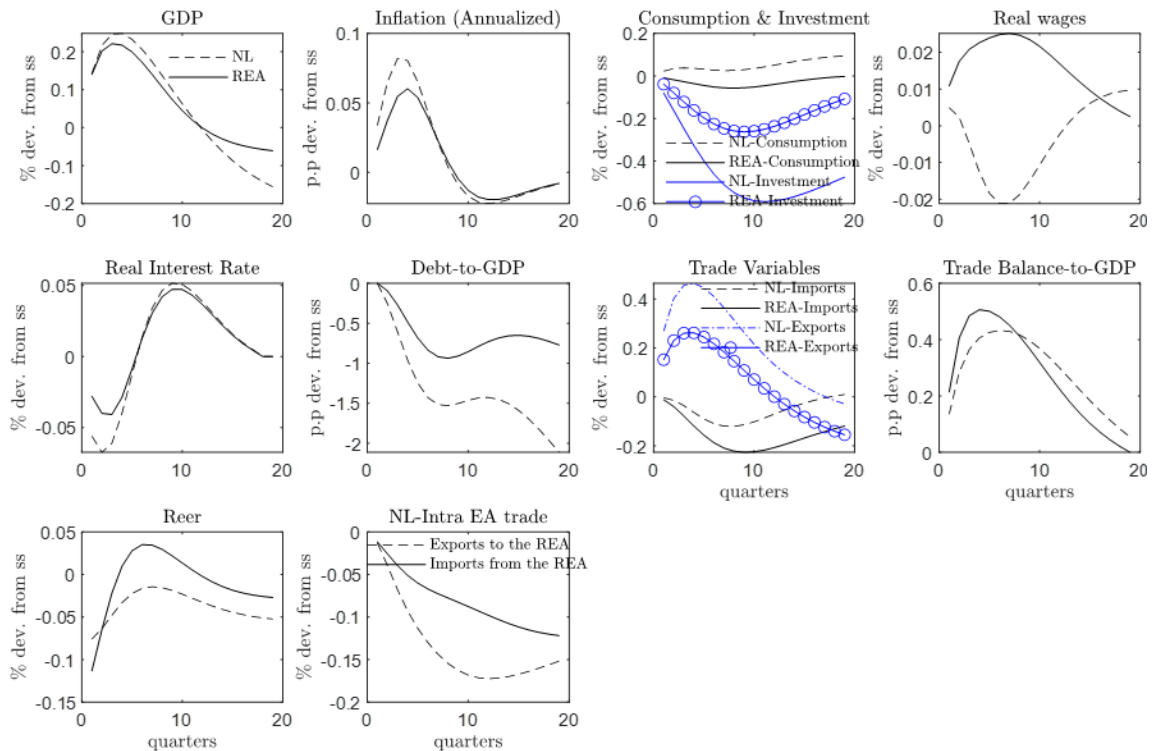 GDP
% dev. from ss
0.2
0.1
0
-0.1
-0.2
0
10
20
NL
REA
Inflation (Annualized)
p.p dev. from ss
0.1
0.05
0
0
10
20
Consumption & Investment
% dev. from ss
0.2
0
-0.2
-0.4
-0.6
0
10
20
NL-Consumption
REA-Consumption
NL-Investment
REA-Investment
Real wages
% dev. from ss
0.02
0.01
-0.01
-0.02
0
10
20
Real Interest Rate
% dev. from ss
0.05
0
-0.05
0
10
20
Debt-to-GDP
p.p dev. from ss
0
-0.5
-1
-1.5
-2
0
10
20
Trade Variables
% dev. from ss
0.4
0.2
0
-0.2
0
10
20
quarters
NL-Imports
REA-Imports
NL-Exports
REA-Exports
Trade Balance-to-GDP
p.p dev. from ss
0.6
0.4
0.2
0
0
10
20
quarters
Reer
% dev. from ss
0.05
0
-0.05
-0.1
-0.15
0
10
20
quarters
NL-Intra EA trade
% dev. from ss
0
-0.05
-0.1
-0.15
-0.2
0
10
20
quarters
Exports to the REA
Imports from the REA